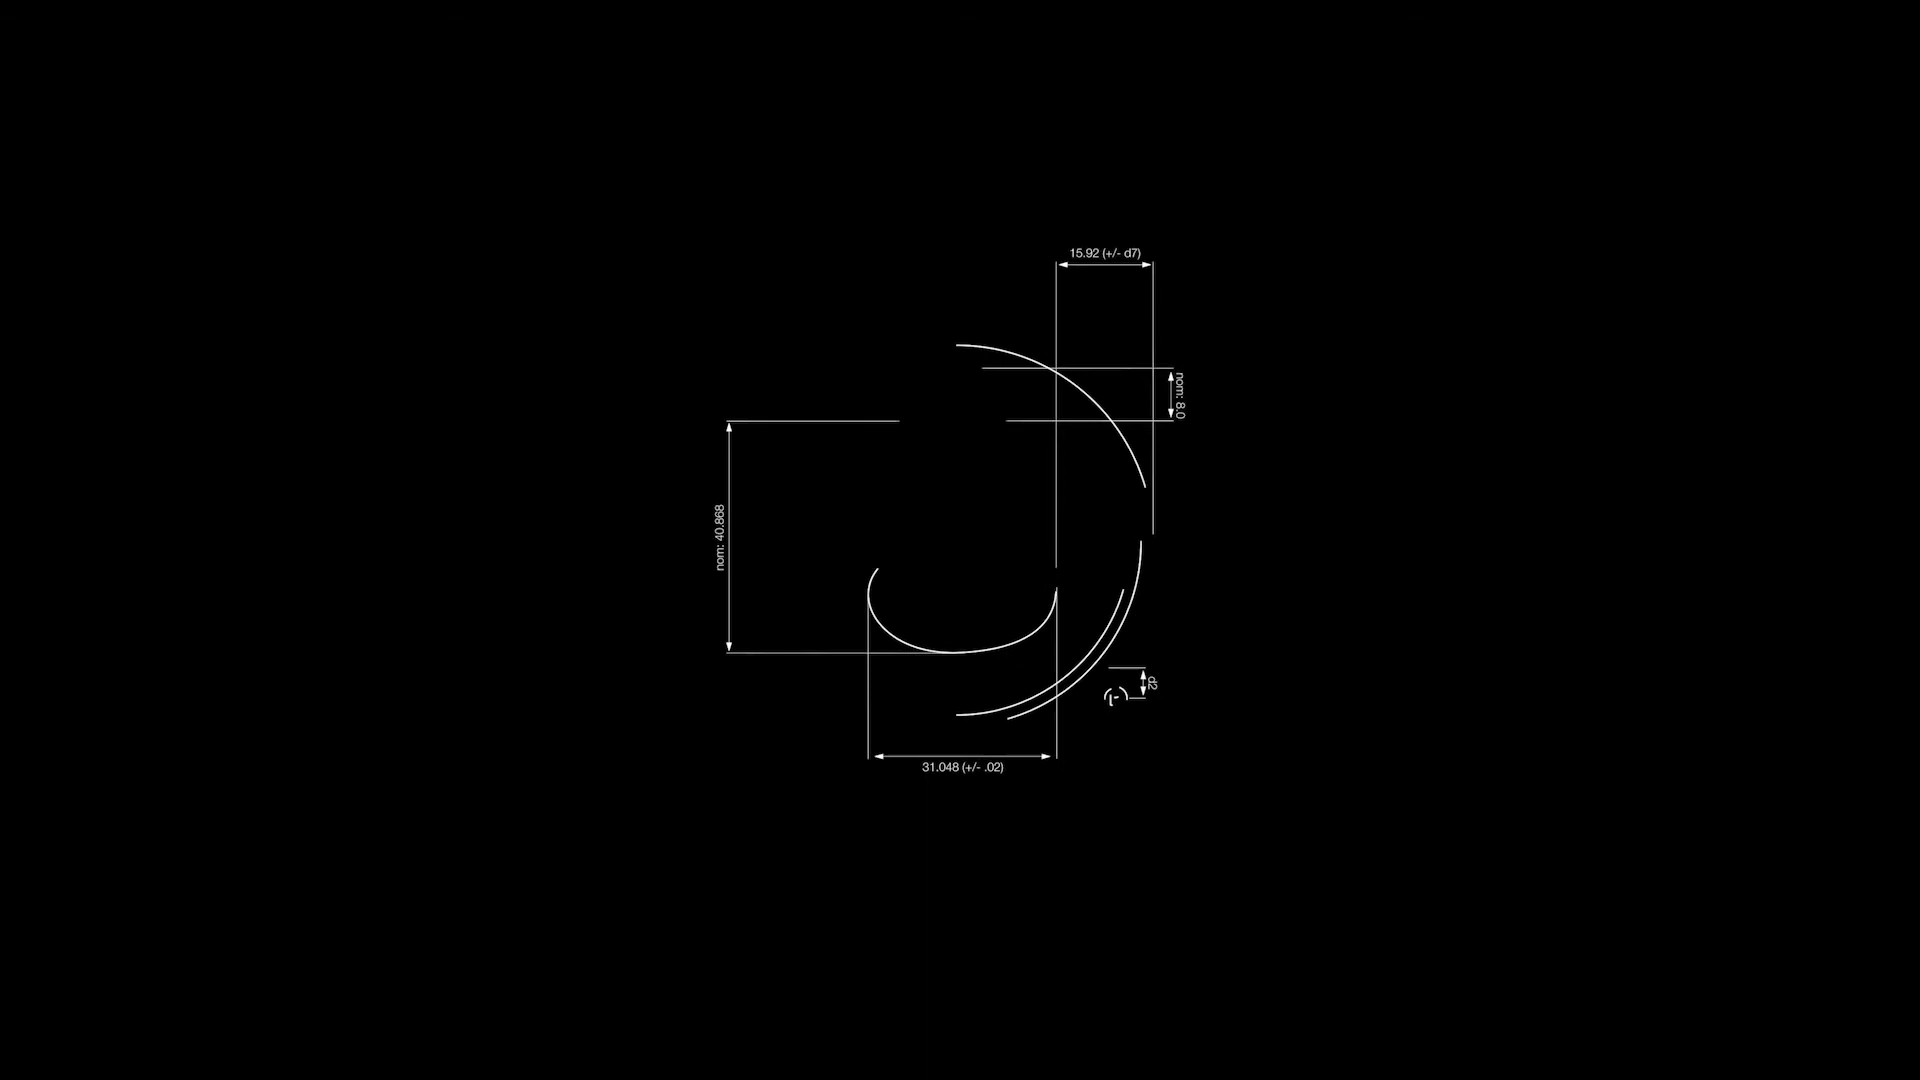 15.92 (+/- d7)
nom: 8.0
nom: 40.868
d2
31.048 (+/- .02)